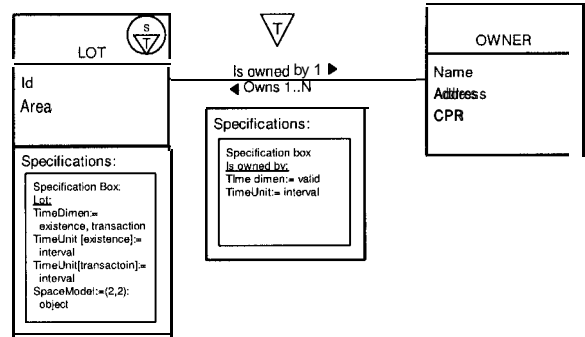 S
T
LOT
Id
Area
Specifications:
Specification Box:
Lot:
TimeDimen:=
existence, transaction
TimeUnit [existence]:=
interval
TimeUnit[transactoin]:=
interval
SpaceModel:=(2,2):
object
T
Is owned by 1 ▶
◀ Owns 1..N
Specifications:
Specification box
Is owned by:
Time dimen:= valid
TimeUnit:= interval
OWNER
Name
Address
CPR